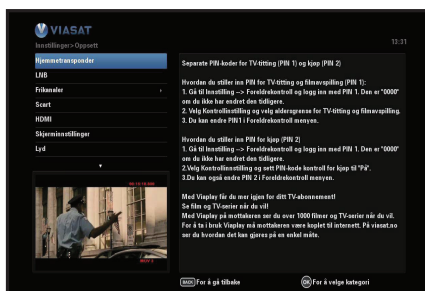 VIASAT
Innstillinger > Oppsett
13:31
Hjemmetransponder
LNB
Frikanaler
Scart
HDMI
Skjerminnstillinger
Lyd
Separate PIN-koder for TV-titting (PIN 1) og kjøp (PIN 2)
Hvordan du stiller inn PIN for TV-titting og filmavspilling (PIN 1):
1. Gå til Innstilling --> Foreldrekontroll og logg inn med PIN 1. Den er "0000"
om du ikke har endret den tidligere.
2. Velg Kontrollinnstilling og velg aldersgrense for TV-titting og filmavspilling.
3. Du kan endre PIN1 i Foreldrekontroll menyen.
Hvordan du stiller inn PIN for kjøp (PIN 2)
1. Gå til Innstilling --> Foreldrekontroll og logg inn med PIN 1. Den er "0000"
om du ikke har endret den tidligere.
2.Velg Kontrollinnstilling og sett PIN-kode kontroll for kjøp til "På".
3.Du kan også endre PIN 2 i Foreldrekontroll menyen.
Med Viaplay får du mer igjen for ditt TV-abonnement!
Se film og TV-serier når du vil!
Med Viaplay på mottakeren ser du over 1000 filmer og TV-serier når du vil.
For å ta i bruk Viaplay må mottakeren være koplet til internett. På viasat.no
ser du hvordan det kan gjøres på en enkel måte.
BACK For å gå tilbake
OK For å velge kategori